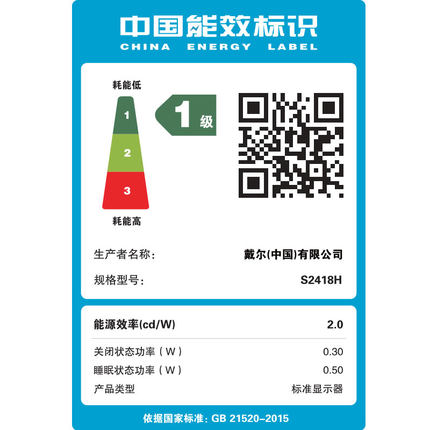 中国能效标识
CHINA ENERGY LABEL
耗能低
1
2
3
耗能高
1级
生产者名称: 戴尔(中国)有限公司
规格型号: S2418H
能源效率(cd/W) 2.0
关闭状态功率（W） 0.30
睡眠状态功率（W） 0.50
产品类型 标准显示器
依据国家标准: GB 21520-2015